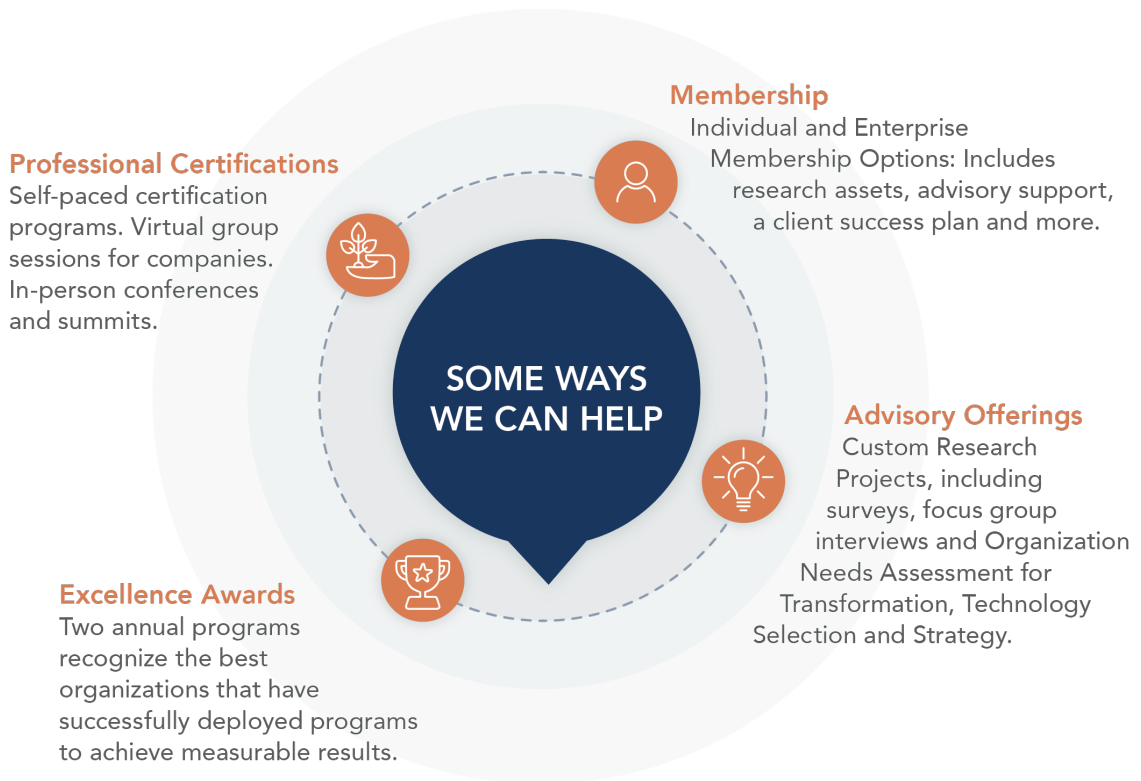 Membership
Individual and Enterprise
Membership Options: Includes
research assets, advisory support,
a client success plan and more.
Professional Certifications
Self-paced certification
programs. Virtual group
sessions for companies.
In-person conferences
and summits.
SOME WAYS
WE CAN HELP
Advisory Offerings
Custom Research
Projects, including
surveys, focus group
interviews and Organization
Needs Assessment for
Transformation, Technology
Selection and Strategy.
Excellence Awards
Two annual programs
recognize the best
organizations that have
successfully deployed programs
to achieve measurable results.